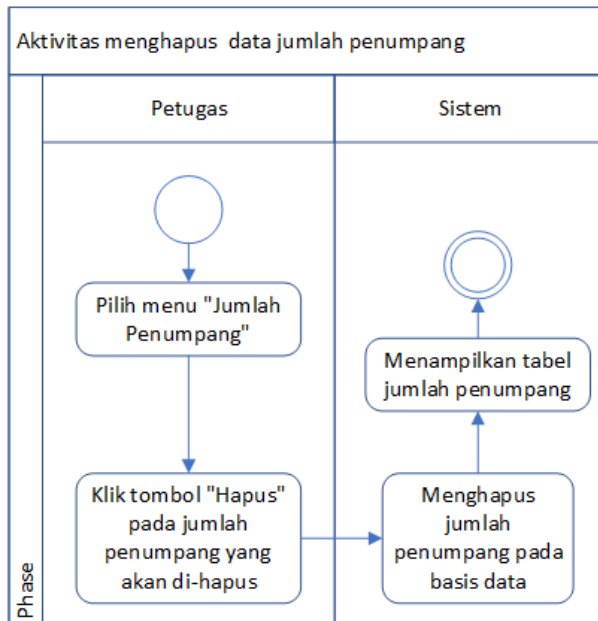 Aktivitas menghapus data jumlah penumpang
Petugas
Sistem
Pilih menu "Jumlah
Penumpang"
Klik tombol "Hapus"
pada jumlah
penumpang yang
akan di-hapus
Menghapus
jumlah
penumpang pada
basis data
Menampilkan tabel
jumlah penumpang
Phase